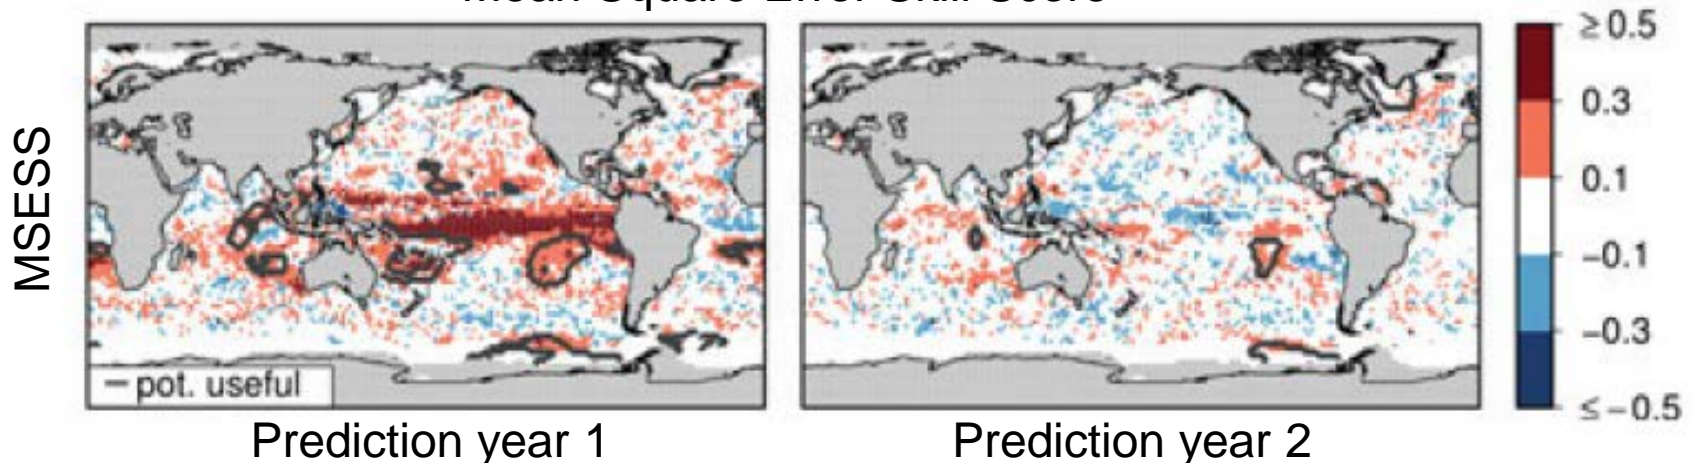 Mean Square Error Skill Score
MSESS
– pot. useful
≥ 0.5
0.3
0.1
−0.1
−0.3
≤ −0.5
Prediction year 1
Prediction year 2